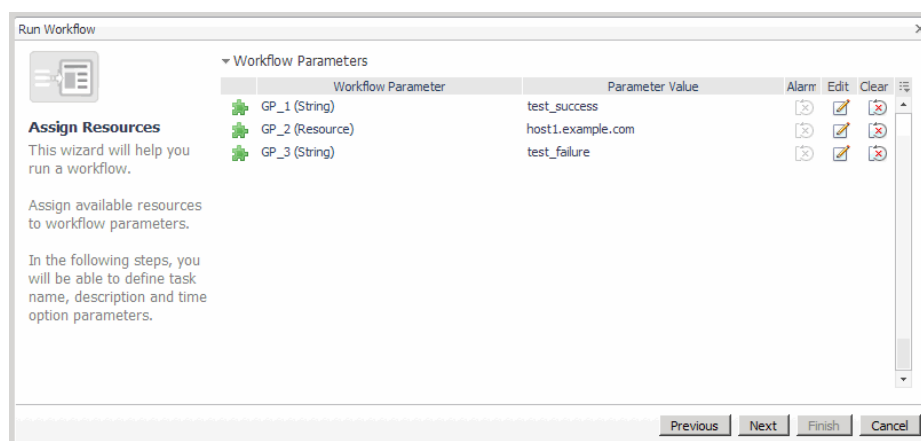 Run Workflow
Assign Resources
This wizard will help you
run a workflow.
Assign available resources
to workflow parameters.
In the following steps, you
will be able to define task
name, description and time
option parameters.
Workflow Parameters
Workflow Parameter Parameter Value Alarm Edit Clear
GP_1 (String) test_success
GP_2 (Resource) host1.example.com
GP_3 (String) test_failure
Previous Next Finish Cancel